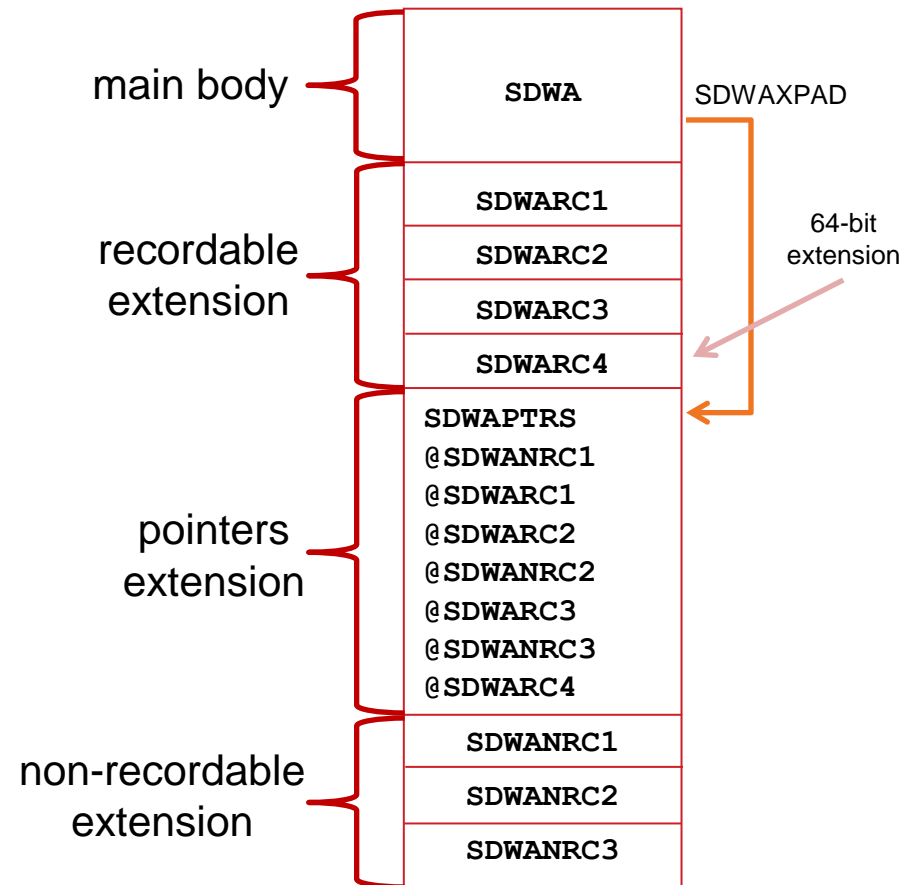 main body
SDWA
SDWAXPAD
recordable
extension
SDWARC1
SDWARC2
SDWARC3
SDWARC4
64-bit
extension
pointers
extension
SDWAPTRS
@SDWANRC1
@SDWARC1
@SDWARC2
@SDWANRC2
@SDWARC3
@SDWANRC3
@SDWARC4
non-recordable
extension
SDWANRC1
SDWANRC2
SDWANRC3